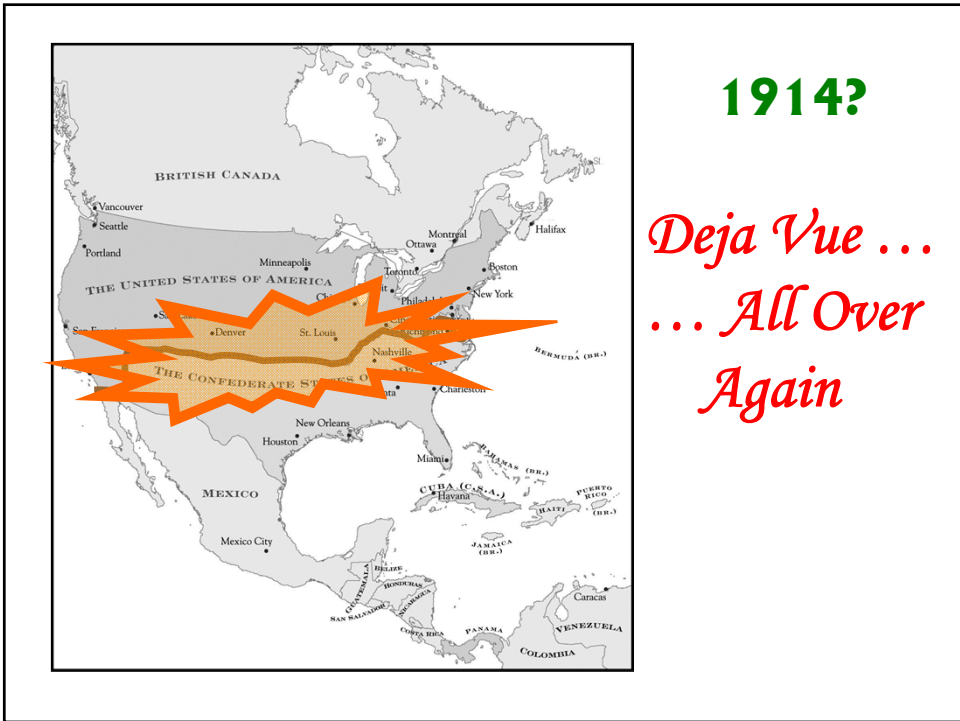 1914?
Deja Vue …
… All Over
Again
BRITISH CANADA
Vancouver
Seattle
Portland
Minneapolis
Montreal
Ottawa
Toronto
Halifax
St.
Boston
New York
THE UNITED STATES OF AMERICA
Denver
St. Louis
Nashville
THE CONFEDERATE STATES
BERMUDA (BR.)
Charleston
New Orleans
Houston
Miami
BAHAMAS (BR.)
CUBA (C.S.A.)
Havana
PUERTO
RICO
(BR.)
HAITI
JAMAICA
(BR.)
MEXICO
Mexico City
BELIZE
GUATEMALA
HONDURAS
NICARAGUA
SAN SALVADOR
COSTA RICA
PANAMA
Caracas
VENEZUELA
COLOMBIA